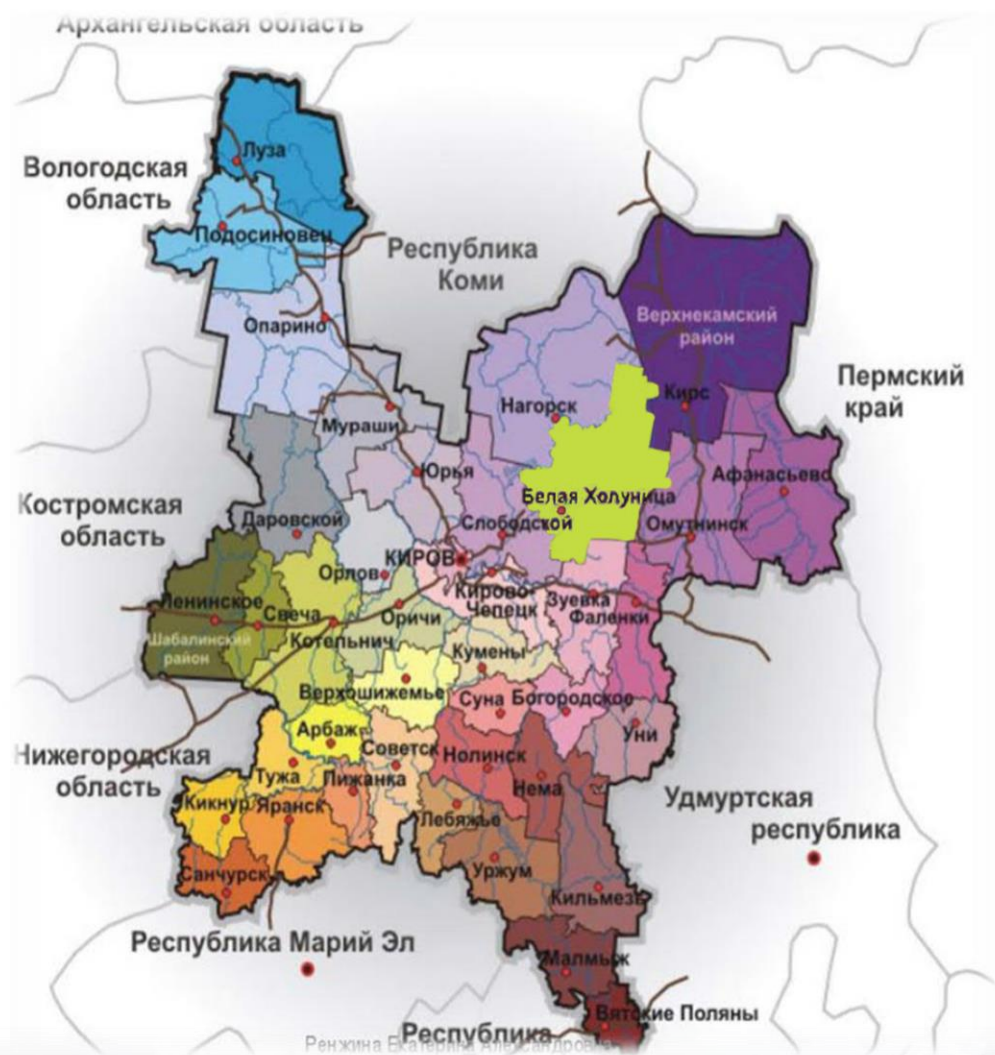 Архангельская область
Луза
Вологодская
область
Подосиновец
Республика
Коми
Опарино
Верхнекамский
район
Пермский
край
Кирс
Нагорск
Мураши
Юрья
Афанасьево
Белая Холуница
Костромская
область
Даровской
Слободской
Омутнинск
КИРОВ
Орлов
Кирово-
Чепецк
Зуевка
Фаленки
Ленинское
Свеча
Оричи
Котельнич
Шабалинский
район
Кумены
Верхошижемье
Суна
Богородское
Арбаж
Советск
Уни
Нижегородская
область
Нолинск
Тужа
Пижанка
Нема
Кикнур
Яранск
Лебяжье
Удмуртская
республика
Санчурск
Уржум
Кильмезь
Республика Марий Эл
Малмыж
Вятские Поляны
Республика
Ренжина Екатерина Александровна